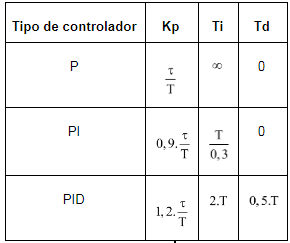 Tipo de controlador Kp Ti Td
P τ/T ∞ 0
PI 0,9.τ/T T/0,3 0
PID 1,2.τ/T 2.T 0,5.T